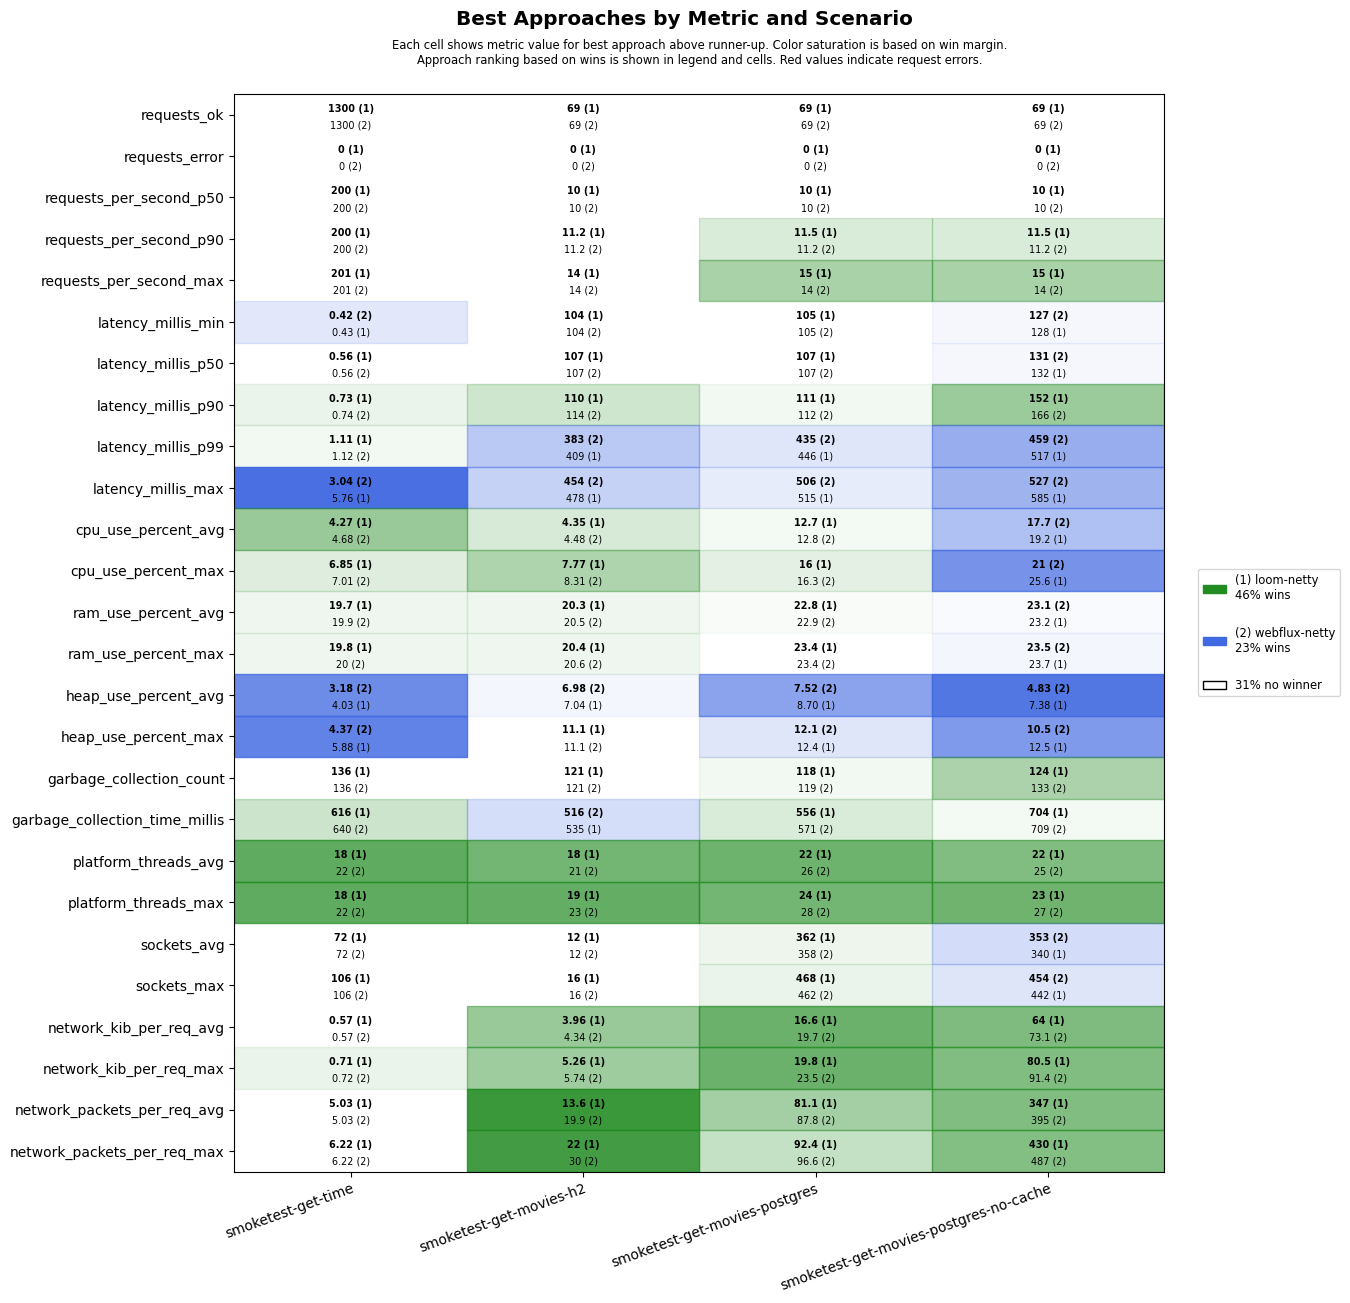 Best Approaches by Metric and Scenario
Each cell shows metric value for best approach above runner-up. Color saturation is based on win margin.
Approach ranking based on wins is shown in legend and cells. Red values indicate request errors.
requests_ok
1300 (1) 69 (1) 69 (1) 69 (1)
1300 (2) 69 (2) 69 (2) 69 (2)
requests_error
0 (1) 0 (1) 0 (1) 0 (1)
0 (2) 0 (2) 0 (2) 0 (2)
requests_per_second_p50
200 (1) 10 (1) 10 (1) 10 (1)
200 (2) 10 (2) 10 (2) 10 (2)
requests_per_second_p90
200 (1) 11.2 (1) 11.5 (1) 11.5 (1)
200 (2) 11.2 (2) 11.2 (2) 11.2 (2)
requests_per_second_max
201 (1) 14 (1) 15 (1) 15 (1)
201 (2) 14 (2) 14 (2) 14 (2)
latency_millis_min
0.42 (2) 104 (1) 105 (1) 127 (2)
0.43 (1) 104 (2) 105 (2) 128 (1)
latency_millis_p50
0.56 (1) 107 (1) 107 (1) 131 (2)
0.56 (2) 107 (2) 107 (2) 132 (1)
latency_millis_p90
0.73 (1) 110 (1) 111 (1) 152 (1)
0.74 (2) 114 (2) 112 (2) 166 (2)
latency_millis_p99
1.11 (1) 383 (2) 435 (2) 459 (2)
1.12 (2) 409 (1) 446 (1) 517 (1)
latency_millis_max
3.04 (2) 454 (2) 506 (2) 527 (2)
5.76 (1) 478 (1) 515 (1) 585 (1)
cpu_use_percent_avg
4.27 (1) 4.35 (1) 12.7 (1) 17.7 (2)
4.68 (2) 4.48 (2) 12.8 (2) 19.2 (1)
cpu_use_percent_max
6.85 (1) 7.77 (1) 16 (1) 21 (2)
7.01 (2) 8.31 (2) 16.3 (2) 25.6 (1)
ram_use_percent_avg
19.7 (1) 20.3 (1) 22.8 (1) 23.1 (2)
19.9 (2) 20.5 (2) 22.9 (2) 23.2 (1)
ram_use_percent_max
19.8 (1) 20.4 (1) 23.4 (1) 23.5 (2)
20 (2) 20.6 (2) 23.4 (2) 23.7 (1)
heap_use_percent_avg
3.18 (2) 6.98 (2) 7.52 (2) 4.83 (2)
4.03 (1) 7.04 (1) 8.70 (1) 7.38 (1)
heap_use_percent_max
4.37 (2) 11.1 (1) 12.1 (2) 10.5 (2)
5.88 (1) 11.1 (2) 12.4 (1) 12.5 (1)
garbage_collection_count
136 (1) 121 (1) 118 (1) 124 (1)
136 (2) 121 (2) 119 (2) 133 (2)
garbage_collection_time_millis
616 (1) 516 (2) 556 (1) 704 (1)
640 (2) 535 (1) 571 (2) 709 (2)
platform_threads_avg
18 (1) 18 (1) 22 (1) 22 (1)
22 (2) 21 (2) 26 (2) 25 (2)
platform_threads_max
18 (1) 19 (1) 24 (1) 23 (1)
22 (2) 23 (2) 28 (2) 27 (2)
sockets_avg
72 (1) 12 (1) 362 (1) 353 (2)
72 (2) 12 (2) 358 (2) 340 (1)
sockets_max
106 (1) 16 (1) 468 (1) 454 (2)
106 (2) 16 (2) 462 (2) 442 (1)
network_kib_per_req_avg
0.57 (1) 3.96 (1) 16.6 (1) 64 (1)
0.57 (2) 4.34 (2) 19.7 (2) 73.1 (2)
network_kib_per_req_max
0.71 (1) 5.26 (1) 19.8 (1) 80.5 (1)
0.72 (2) 5.74 (2) 23.5 (2) 91.4 (2)
network_packets_per_req_avg
5.03 (1) 13.6 (1) 81.1 (1) 347 (1)
5.03 (2) 19.9 (2) 87.8 (2) 395 (2)
network_packets_per_req_max
6.22 (1) 22 (1) 92.4 (1) 430 (1)
6.22 (2) 30 (2) 96.6 (2) 487 (2)
smoketest-get-time
smoketest-get-movies-h2
smoketest-get-movies-postgres
smoketest-get-movies-postgres-no-cache
(1) loom-netty
46% wins
(2) webflux-netty
23% wins
31% no winner